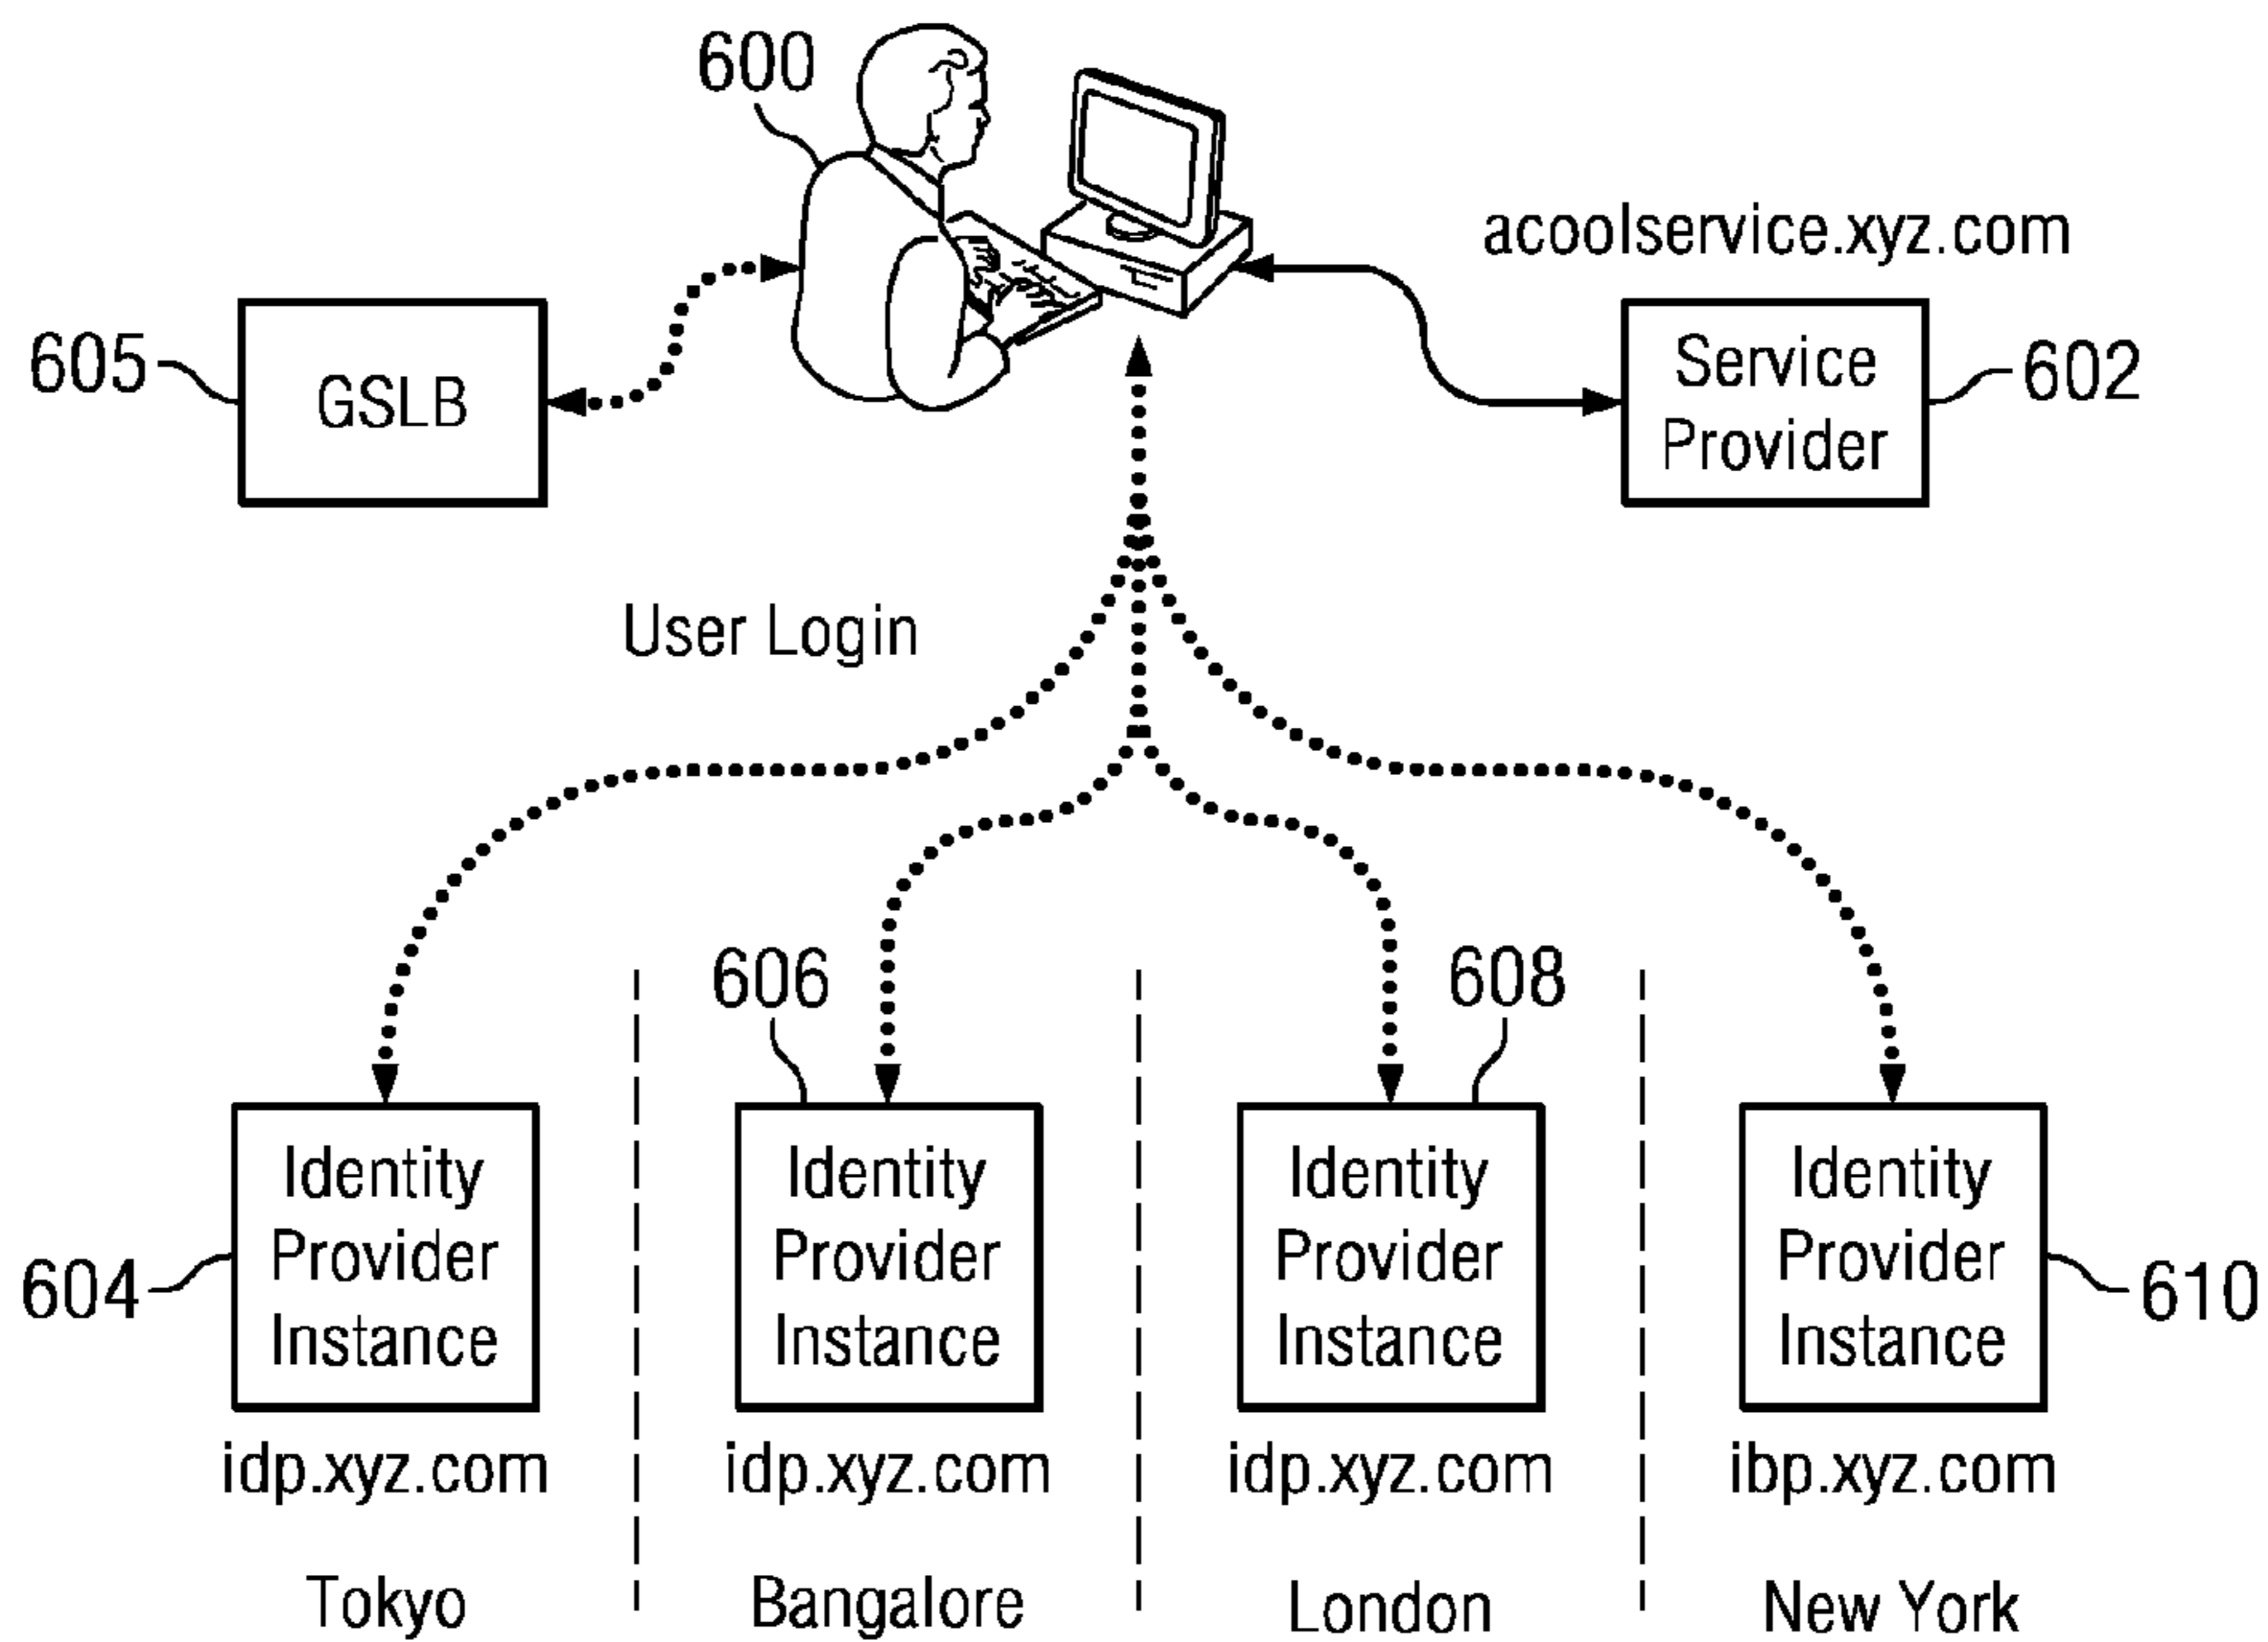 600
acoolservice.xyz.com
605
GSLB
Service
Provider
602
User Login
606
608
604
Identity
Provider
Instance
Identity
Provider
Instance
Identity
Provider
Instance
Identity
Provider
Instance
610
idp.xyz.com
idp.xyz.com
idp.xyz.com
ibp.xyz.com
Tokyo
Bangalore
London
New York